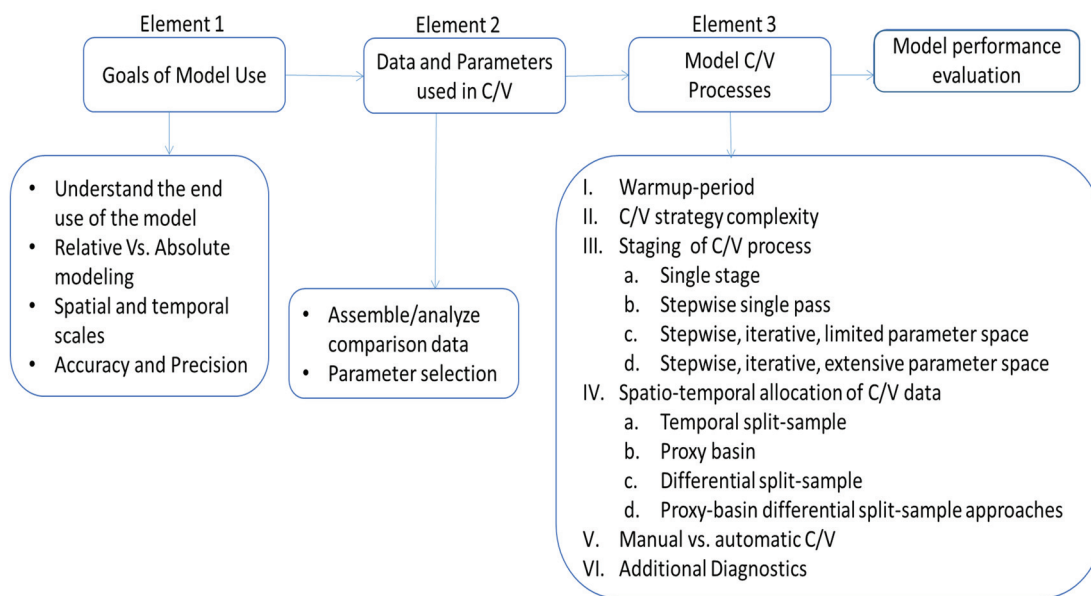 Element 1
Goals of Model Use
Element 2
Data and Parameters
used in C/V
Element 3
Model C/V
Processes
Model performance
evaluation
• Understand the end
use of the model
• Relative Vs. Absolute
modeling
• Spatial and temporal
scales
• Accuracy and Precision
• Assemble/analyze
comparison data
• Parameter selection
I. Warmup-period
II. C/V strategy complexity
III. Staging of C/V process
a. Single stage
b. Stepwise single pass
c. Stepwise, iterative, limited parameter space
d. Stepwise, iterative, extensive parameter space
IV. Spatio-temporal allocation of C/V data
a. Temporal split-sample
b. Proxy basin
c. Differential split-sample
d. Proxy-basin differential split-sample approaches
V. Manual vs. automatic C/V
VI. Additional Diagnostics